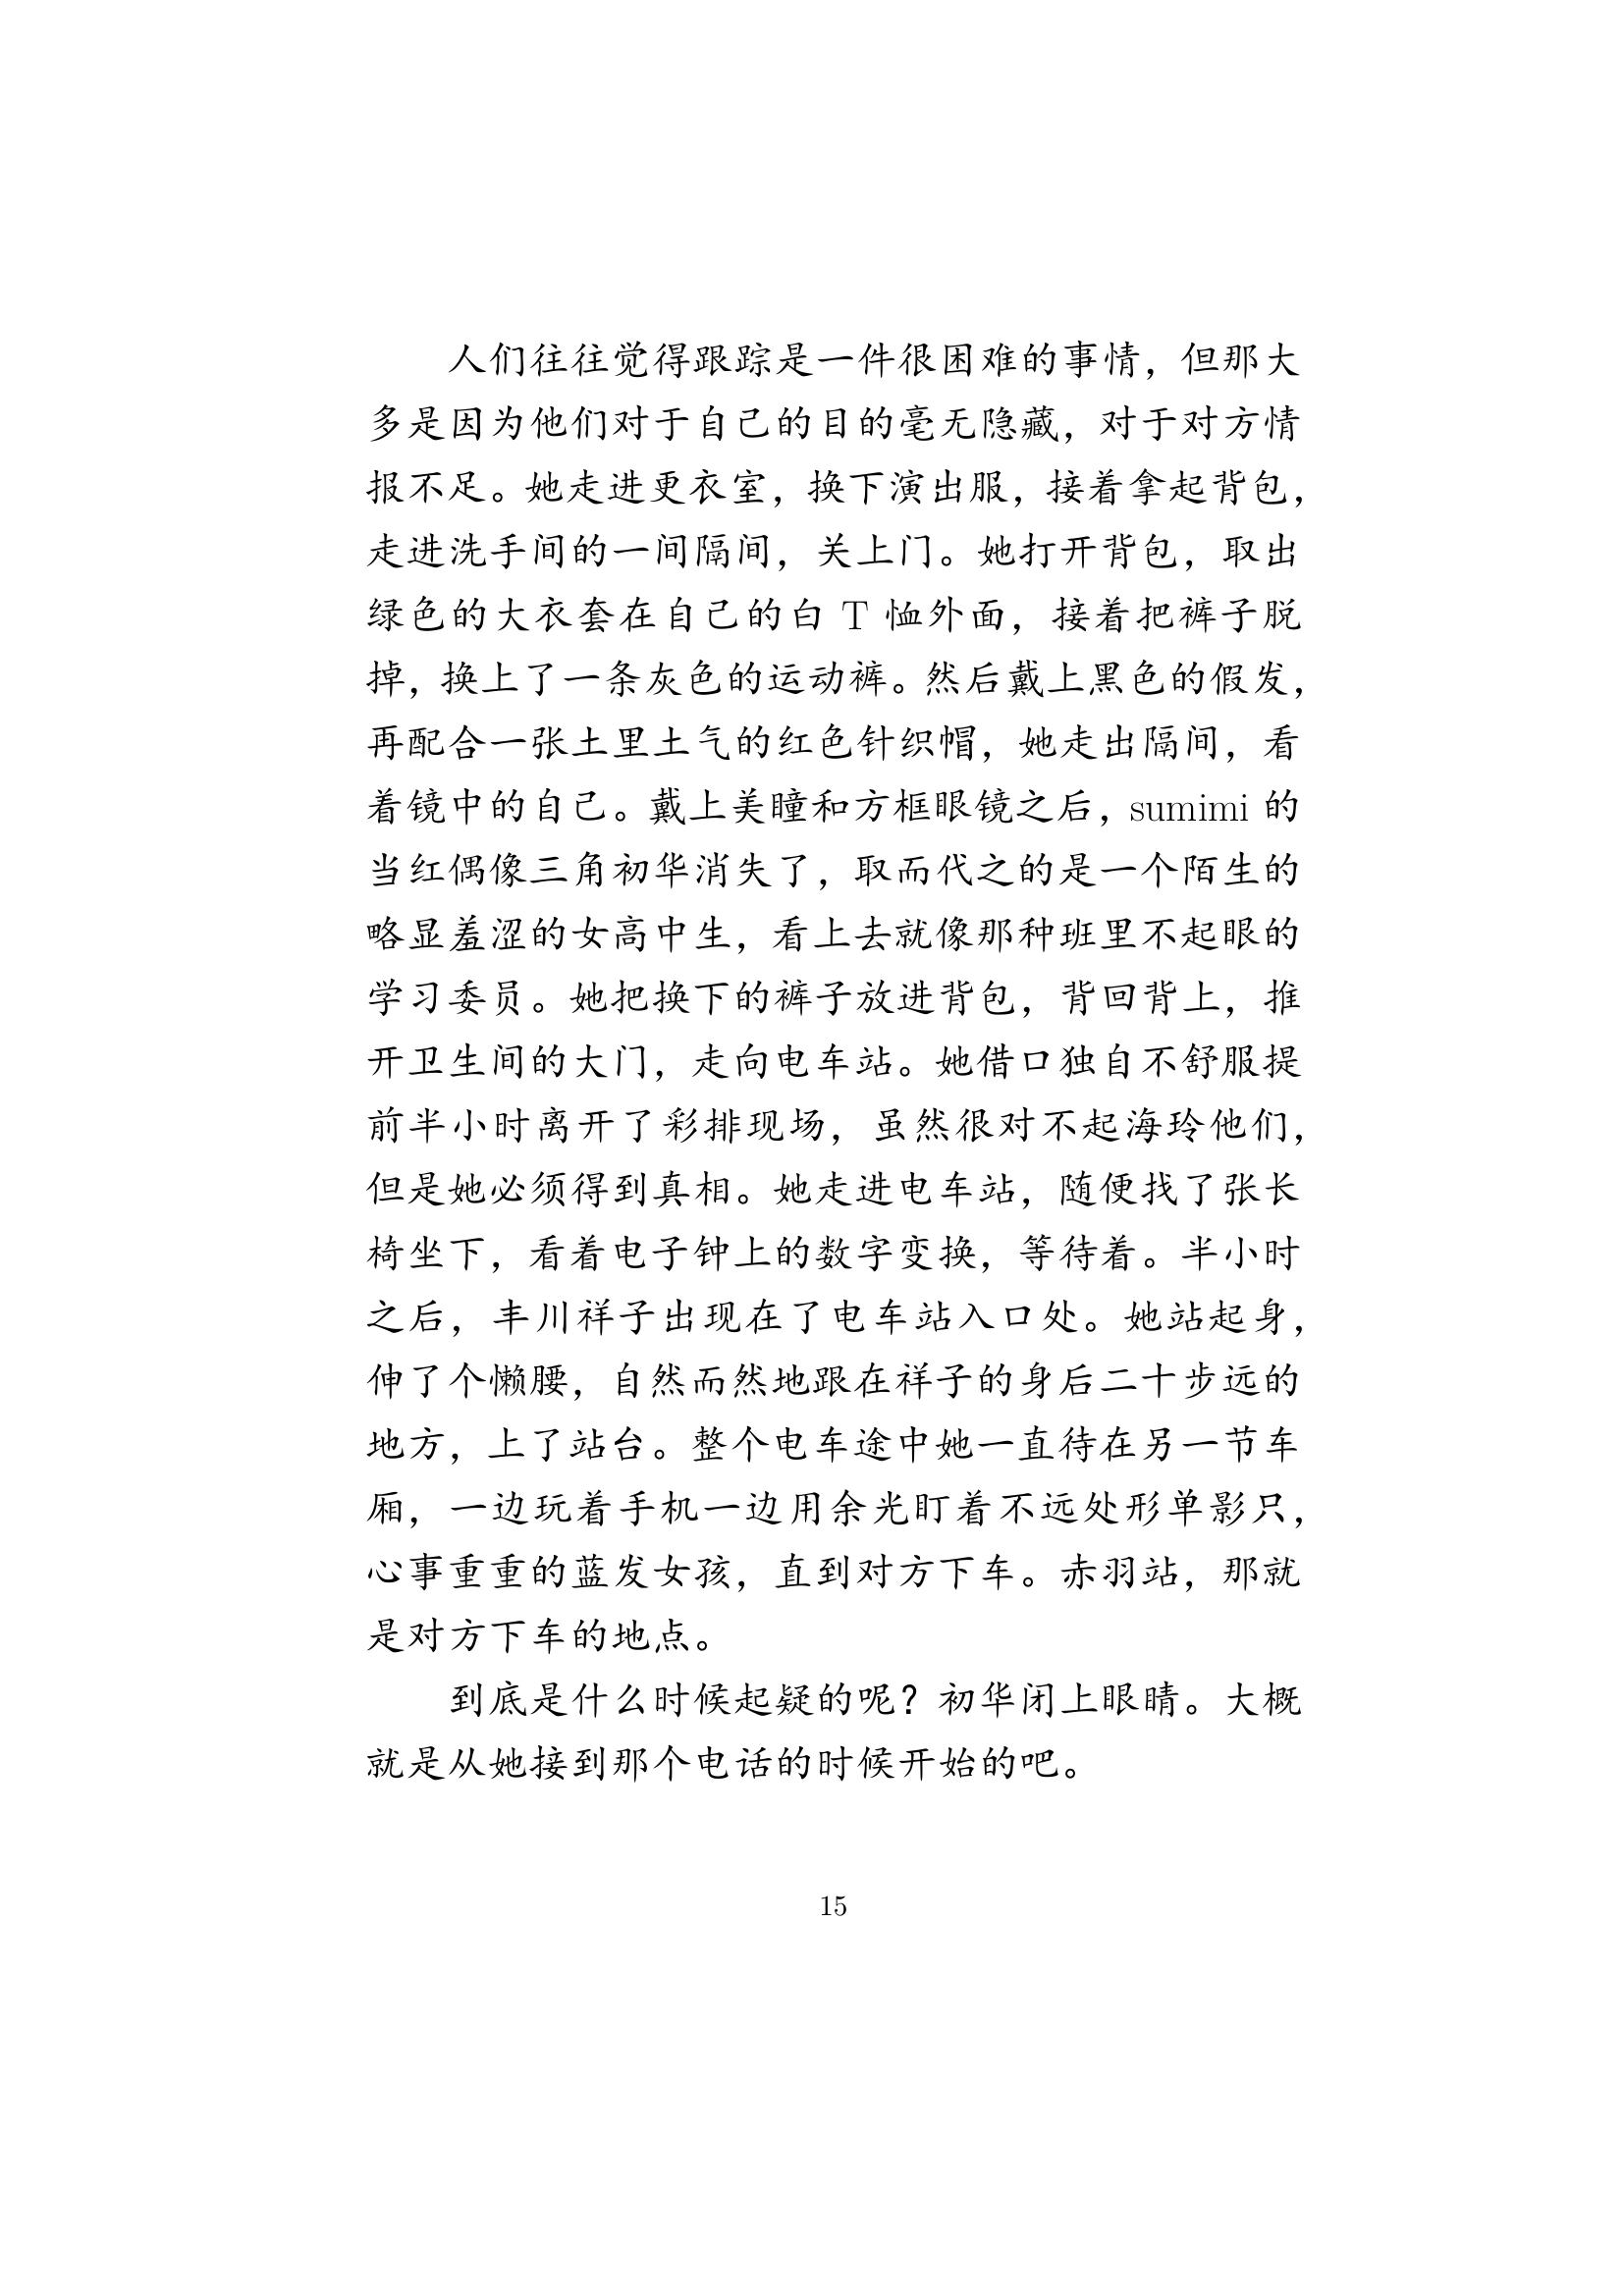 人们往往觉得跟踪是一件很困难的事情，但那大
多是因为他们对于自己的目的毫无隐藏，对于对方情
报不足。她走进更衣室，换下演出服，接着拿起背包，
走进洗手间的一间隔间，关上门。她打开背包，取出
绿色的大衣套在自己的白 T 恤外面，接着把裤子脱
掉，换上了一条灰色的运动裤。然后戴上黑色的假发，
再配合一张土里土气的红色针织帽，她走出隔间，看
着镜中的自己。戴上美瞳和方框眼镜之后，sumimi 的
当红偶像三角初华消失了，取而代之的是一个陌生的
略显羞涩的女高中生，看上去就像那种班里不起眼的
学习委员。她把换下的裤子放进背包，背回背上，推
开卫生间的大门，走向电车站。她借口独自不舒服提
前半小时离开了彩排现场，虽然很对不起海玲他们，
但是她必须得到真相。她走进电车站，随便找了张长
椅坐下，看着电子钟上的数字变换，等待着。半小时
之后，丰川祥子出现在了电车站入口处。她站起身，
伸了个懒腰，自然而然地跟在祥子的身后二十步远的
地方，上了站台。整个电车途中她一直待在另一节车
厢，一边玩着手机一边用余光盯着不远处形单影只，
心事重重的蓝发女孩，直到对方下车。赤羽站，那就
是对方下车的地点。
到底是什么时候起疑的呢？初华闭上眼睛。大概
就是从她接到那个电话的时候开始的吧。
15